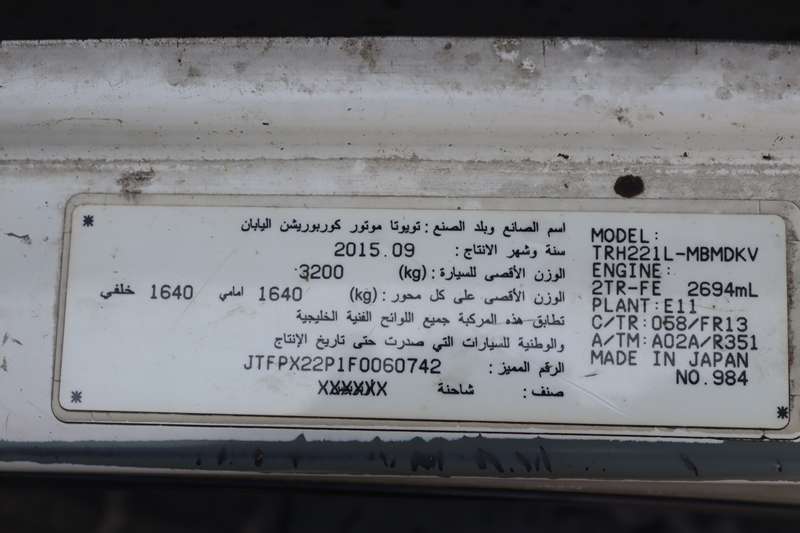 اسم الصانع وبلد الصنع : تويوتا موتور كوربوريشن اليابان
سنة وشهر الانتاج : 2015.09
الوزن الأقصى للسيارة : (kg) 3200
الوزن الأقصى على كل محور : (kg) 1640 امامي 1640 خلفي
تطابق هذه المركبة جميع اللوائح الفنية الخليجية
والوطنية للسيارات التي صدرت حتى تاريخ الإنتاج
الرقم المميز : JTFPX22P1F0060742
صنف : شاحنة XXXXXX
MODEL:
TRH221L-MBMDKV
ENGINE:
2TR-FE 2694mL
PLANT:E11
C/TR:058/FR13
A/TM:A02A/R351
MADE IN JAPAN
NO.984